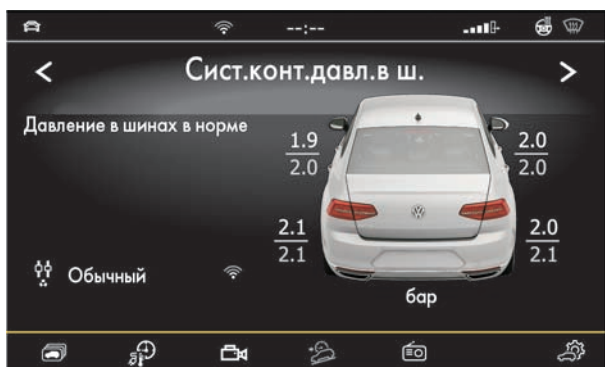 --:--
Сист.конт.давл.в ш.
Давление в шинах в норме
1.9
2.0
2.0
2.0
2.1
2.1
2.0
2.1
Обычный
бар